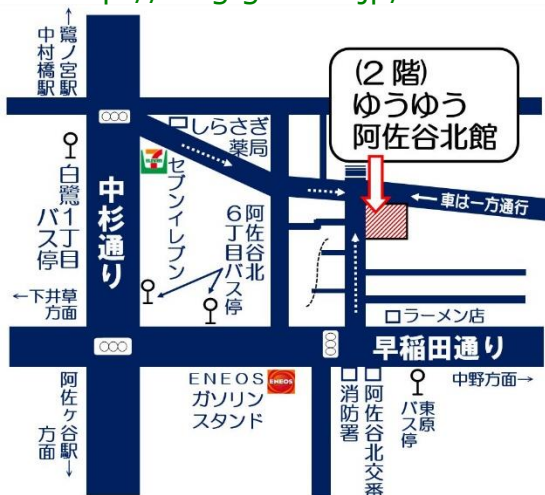 ↑鷺ノ宮駅
中村橋駅
(2階)
ゆうゆう
阿佐谷北館
しらさぎ
薬局
セブンイレブン
白鷺1丁目
バス停
中杉通り
阿佐谷北
6丁目バス停
←車は一方通行
←下井草
方面
ラーメン店
早稲田通り
ENEOS
ガソリン
スタンド
ENEOS
消防署
阿佐谷北交番
東原
バス停
中野方面→
阿佐ヶ谷駅
方面→